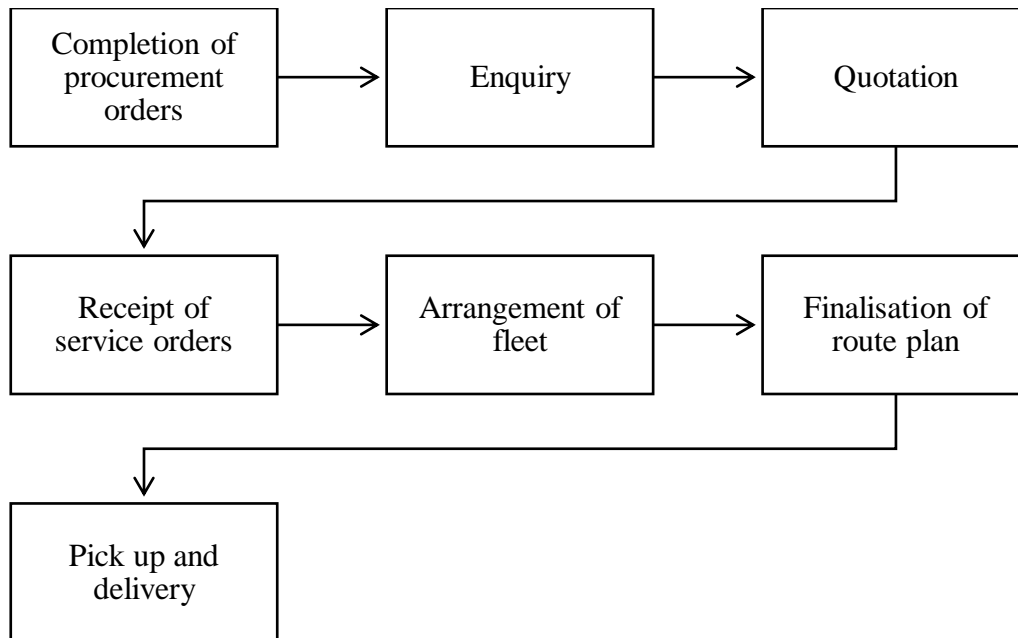 Completion of
procurement
orders
Enquiry
Quotation
Receipt of
service orders
Arrangement of
fleet
Finalisation of
route plan
Pick up and
delivery